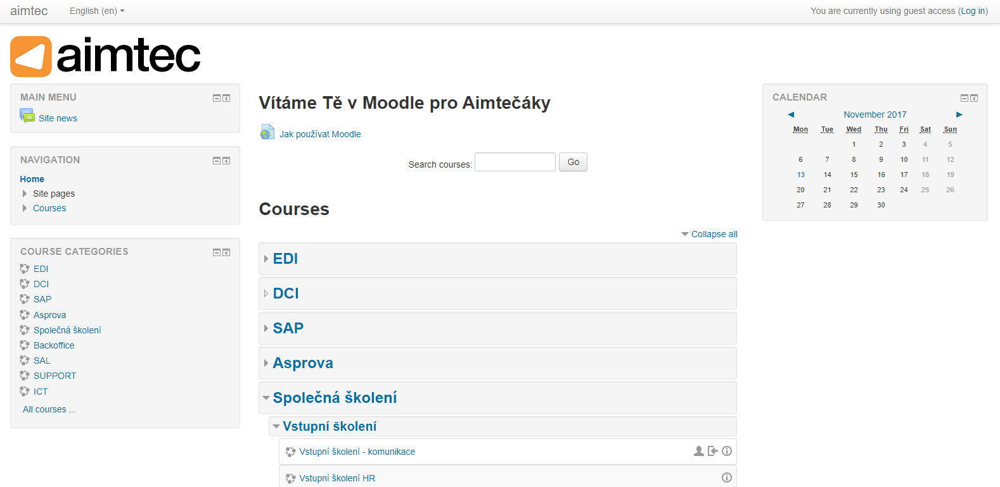 aimtec English (en) You are currently using guest access (Log in)
aimtec
MAIN MENU
Site news
NAVIGATION
Home
Site pages
Courses
COURSE CATEGORIES
EDI
DCI
SAP
Asprova
Společná školení
Backoffice
SAL
SUPPORT
ICT
All courses ...
Vítáme Tě v Moodle pro Aimtečáky
Jak používat Moodle
Search courses: Go
Courses
Collapse all
EDI
DCI
SAP
Asprova
Společná školení
Vstupní školení
Vstupní školení - komunikace
Vstupní školení HR
CALENDAR
◄ November 2017 ►
Mon Tue Wed Thu Fri Sat Sun
1 2 3 4 5
6 7 8 9 10 11 12
13 14 15 16 17 18 19
20 21 22 23 24 25 26
27 28 29 30